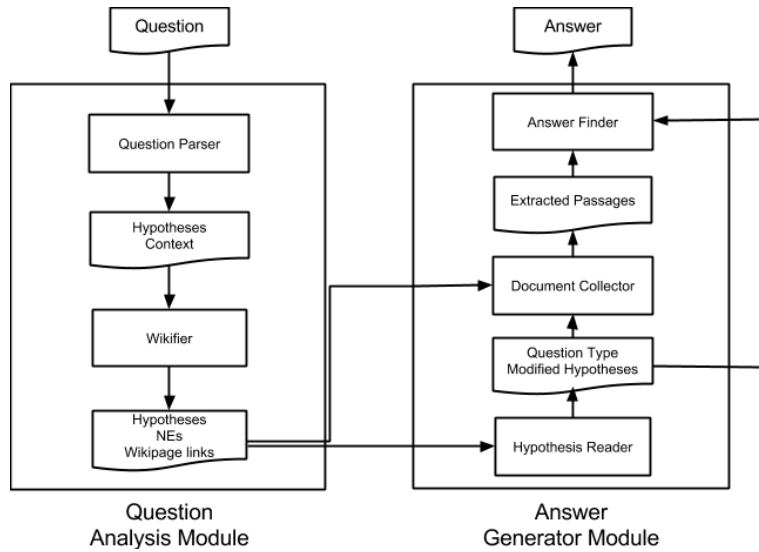 Question
Question Parser
Hypotheses
Context
Wikifier
Hypotheses
NEs
Wikipage links
Question
Analysis Module
Answer
Answer Finder
Extracted Passages
Document Collector
Question Type
Modified Hypotheses
Hypothesis Reader
Answer
Generator Module